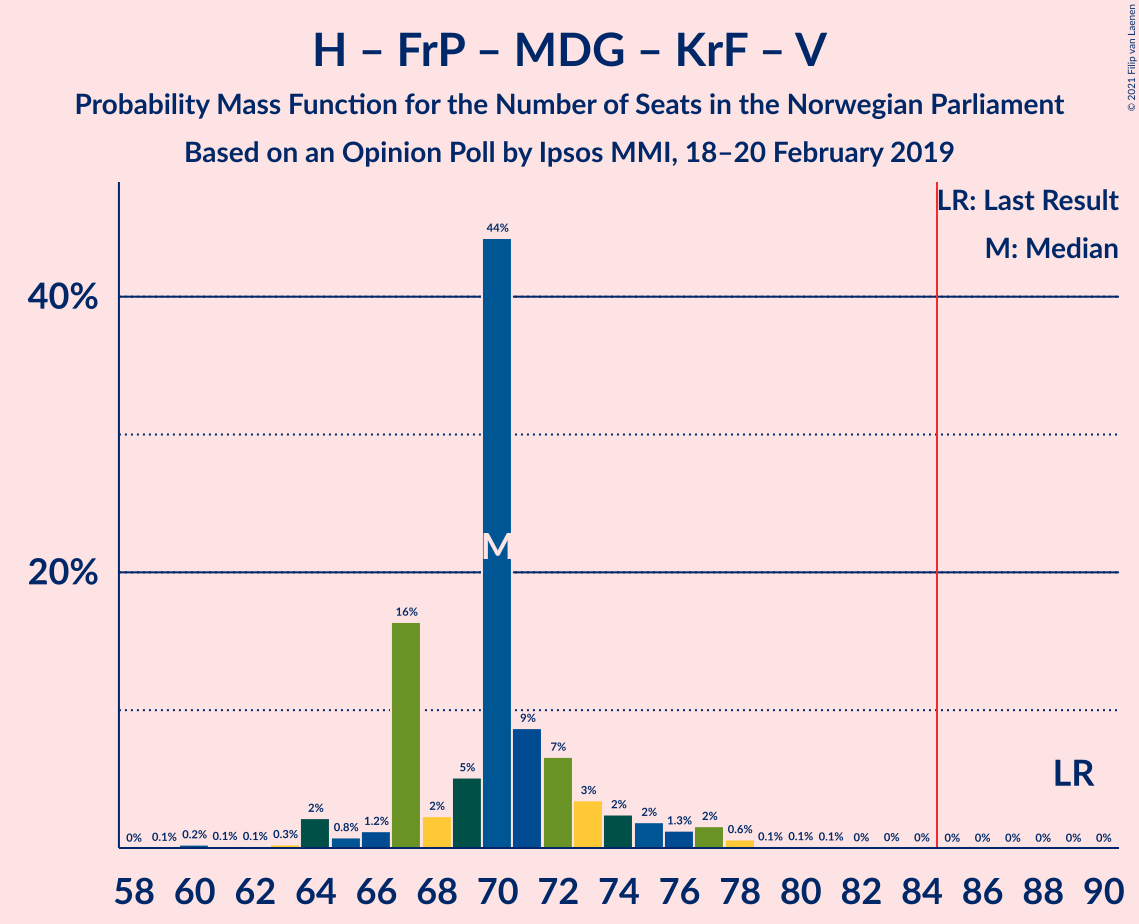 H – FrP – MDG – KrF – V
Probability Mass Function for the Number of Seats in the Norwegian Parliament
Based on an Opinion Poll by Ipsos MMI, 18–20 February 2019
© 2021 Filip van Laenen
LR: Last Result
M: Median
40%
20%
0% 0.1% 0.2% 0.1% 0.1% 0.3% 2% 0.8% 1.2% 16% 2% 5% 44% 9% 7% 3% 2% 2% 1.3% 2% 0.6% 0.1% 0.1% 0.1% 0% 0% 0% 0% 0% 0% 0% 0% 0%
M
LR
58 60 62 64 66 68 70 72 74 76 78 80 82 84 86 88 90